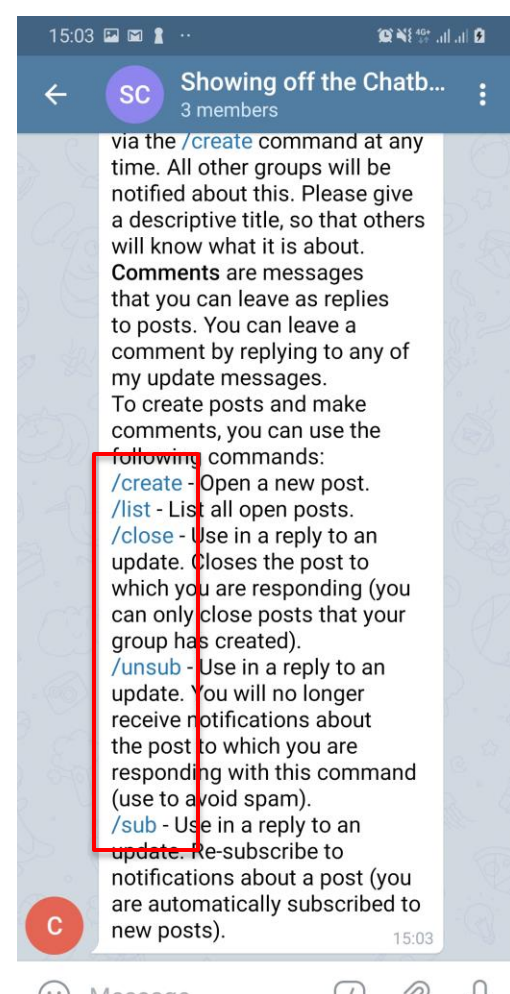 15:03
4G+
SC
Showing off the Chatb...
3 members
via the /create command at any
time. All other groups will be
notified about this. Please give
a descriptive title, so that others
will know what it is about.
Comments are messages
that you can leave as replies
to posts. You can leave a
comment by replying to any of
my update messages.
To create posts and make
comments, you can use the
following commands:
/create - Open a new post.
/list - List all open posts.
/close - Use in a reply to an
update. Closes the post to
which you are responding (you
can only close posts that your
group has created).
/unsub - Use in a reply to an
update. You will no longer
receive notifications about
the post to which you are
responding with this command
(use to avoid spam).
/sub - Use in a reply to an
update. Re-subscribe to
notifications about a post (you
are automatically subscribed to
new posts).
15:03
C
Message